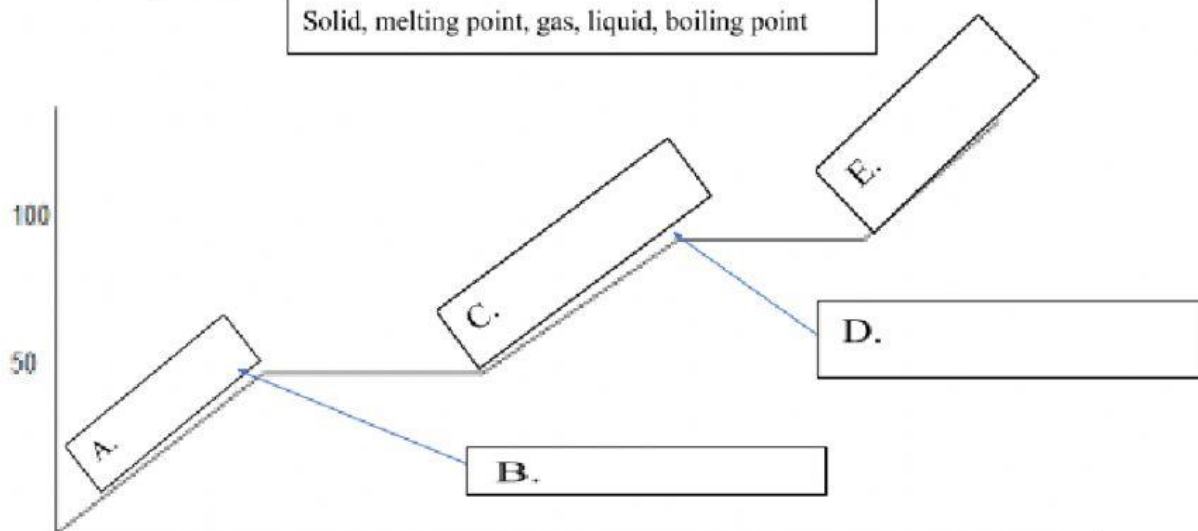 Solid, melting point, gas, liquid, boiling point
E.
100
C.
D.
50
A.
B.